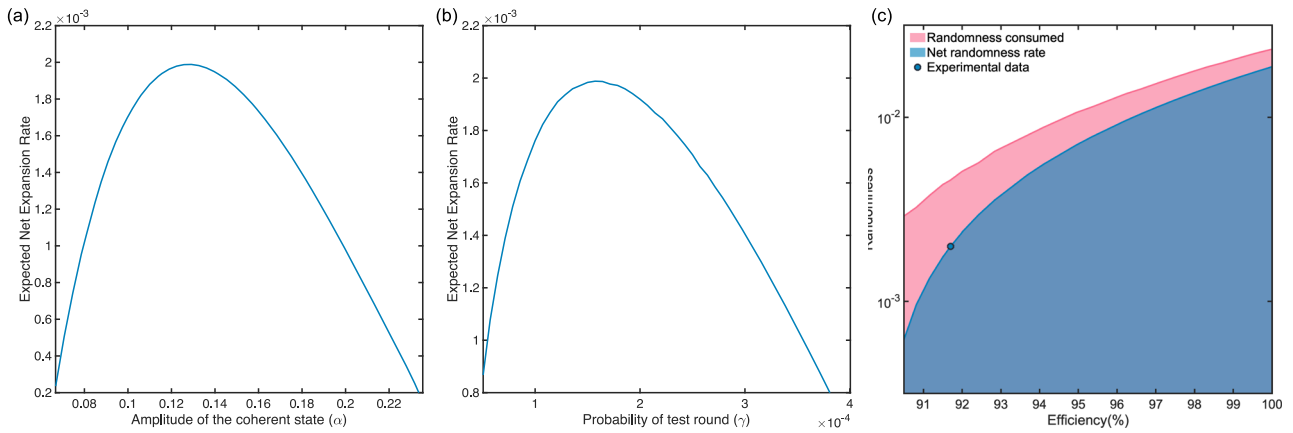 (a)
×10⁻³
2.2
2
1.8
1.6
1.4
1.2
1
0.8
0.6
0.4
0.2
Expected Net Expansion Rate
0.08 0.1 0.12 0.14 0.16 0.18 0.2 0.22
Amplitude of the coherent state (α)
(b)
×10⁻³
2.2
2
1.8
1.6
1.4
1.2
1
0.8
Expected Net Expansion Rate
1 2 3 4
Probability of test round (γ)
×10⁻⁴
(c)
Randomness consumed
Net randomness rate
Experimental data
10⁻²
10⁻³
Randomness
91 92 93 94 95 96 97 98 99 100
Efficiency(%)